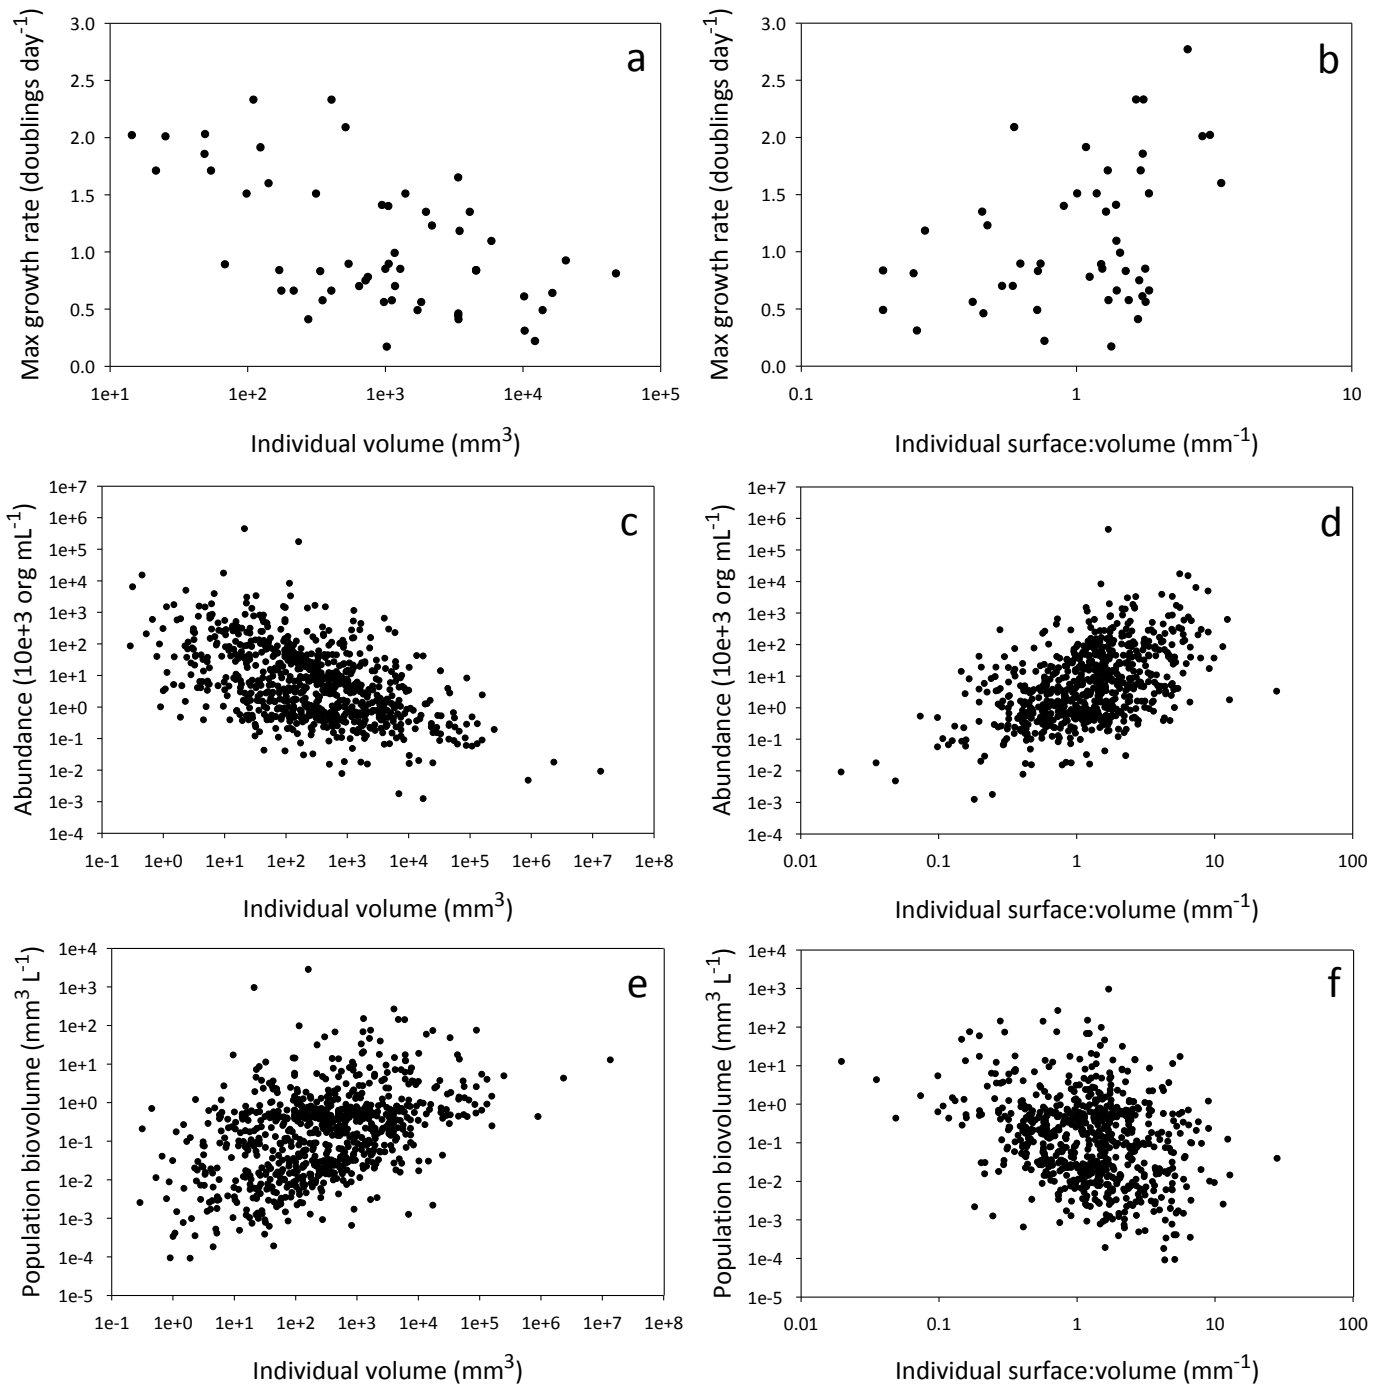 a
Max growth rate (doublings day⁻¹)
3.0
2.5
2.0
1.5
1.0
0.5
0.0
1e+1 1e+2 1e+3 1e+4 1e+5
Individual volume (mm³)
b
Max growth rate (doublings day⁻¹)
3.0
2.5
2.0
1.5
1.0
0.5
0.0
0.1 1 10
Individual surface:volume (mm⁻¹)
c
Abundance (10e+3 org mL⁻¹)
1e+7
1e+6
1e+5
1e+4
1e+3
1e+2
1e+1
1e+0
1e-1
1e-2
1e-3
1e-4
1e-1 1e+0 1e+1 1e+2 1e+3 1e+4 1e+5 1e+6 1e+7 1e+8
Individual volume (mm³)
d
Abundance (10e+3 org mL⁻¹)
1e+7
1e+6
1e+5
1e+4
1e+3
1e+2
1e+1
1e+0
1e-1
1e-2
1e-3
1e-4
0.01 0.1 1 10 100
Individual surface:volume (mm⁻¹)
e
Population biovolume (mm³ L⁻¹)
1e+4
1e+3
1e+2
1e+1
1e+0
1e-1
1e-2
1e-3
1e-4
1e-5
1e-1 1e+0 1e+1 1e+2 1e+3 1e+4 1e+5 1e+6 1e+7 1e+8
Individual volume (mm³)
f
Population biovolume (mm³ L⁻¹)
1e+4
1e+3
1e+2
1e+1
1e+0
1e-1
1e-2
1e-3
1e-4
1e-5
0.01 0.1 1 10 100
Individual surface:volume (mm⁻¹)